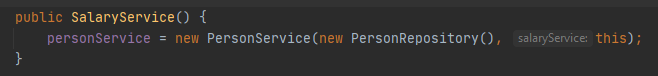 public SalaryService() {
personService = new PersonService(new PersonRepository(), salaryService: this);
}